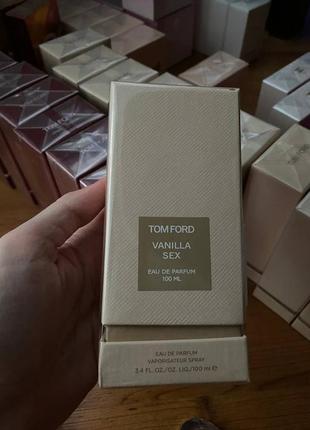 TOM FORD
VANILLA
SEX
EAU DE PARFUM
100 ML
EAU DE PARFUM
VAPORISATEUR SPRAY
3.4 FL. OZ./OZ. LIQ./100 ml ℮